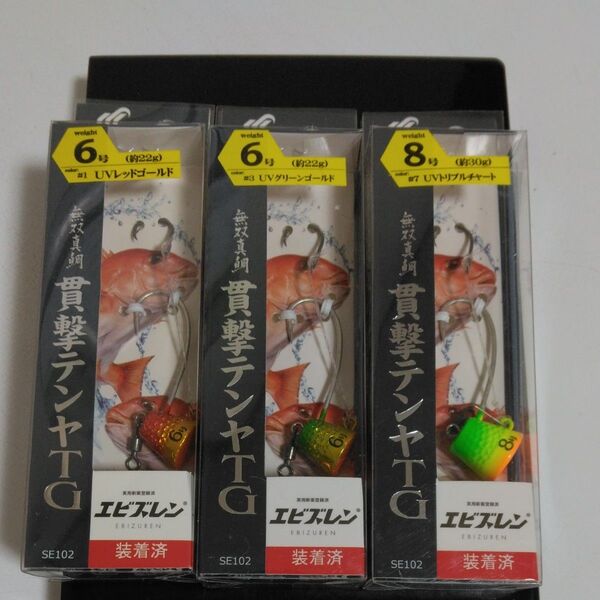 weight
6号 (約22g)
color: #1 UVレッドゴールド
無双真鯛
貫撃テンヤTG
6号
実用新案登録済
エビズレン®
EBIZUREN
装着済
SE102
weight
6号 (約22g)
color: #3 UVグリーンゴールド
無双真鯛
貫撃テンヤTG
6号
実用新案登録済
エビズレン®
EBIZUREN
装着済
SE102
weight
8号 (約30g)
color: #7 UVトリプルチャート
無双真鯛
貫撃テンヤTG
8号
実用新案登録済
エビズレン®
EBIZUREN
装着済
SE102